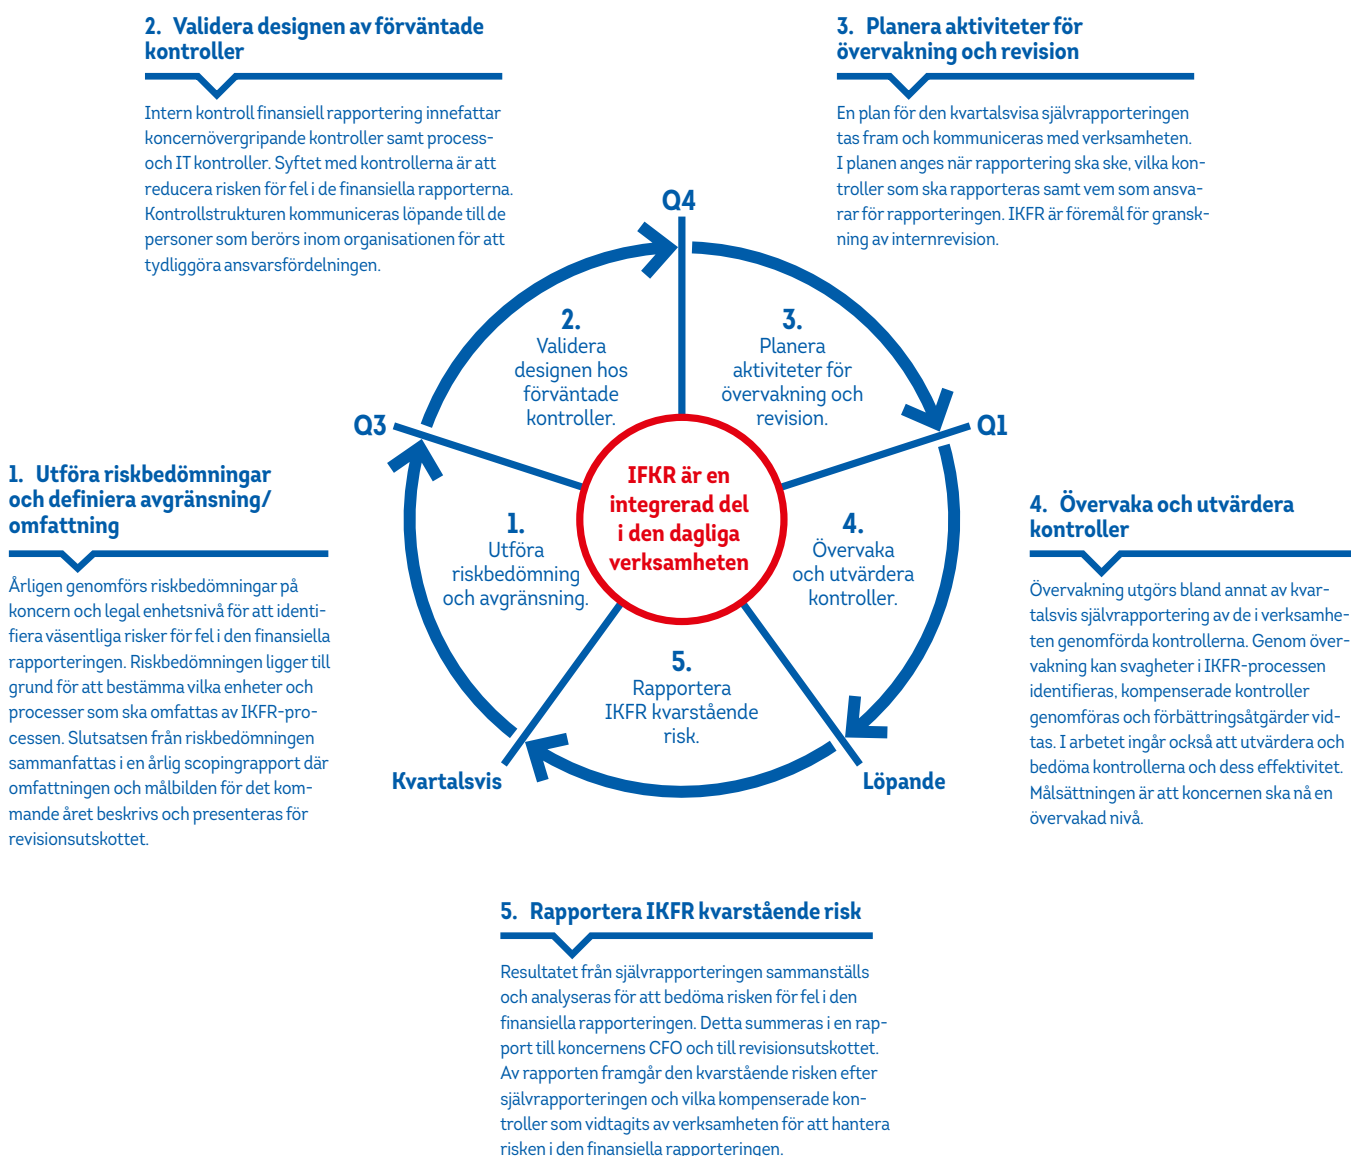 2. Validera designen av förväntade
kontroller
Intern kontroll finansiell rapportering innefattar
koncernövergripande kontroller samt process-
och IT kontroller. Syftet med kontrollerna är att
reducera risken för fel i de finansiella rapporterna.
Kontrollstrukturen kommuniceras löpande till de
personer som berörs inom organisationen för att
tydliggöra ansvarsfördelningen.
3. Planera aktiviteter för
övervakning och revision
En plan för den kvartalsvisa självrapporteringen
tas fram och kommuniceras med verksamheten.
I planen anges när rapportering ska ske, vilka kon-
troller som ska rapporteras samt vem som ansva-
rar för rapporteringen. IKFR är föremål för gransk-
ning av internrevision.
Q4
2.
Validera
designen hos
förväntade
kontroller.
3.
Planera
aktiviteter för
övervakning och
revision.
Q3
Q1
1. Utföra riskbedömningar
och definiera avgränsning/
omfattning
Årligen genomförs riskbedömningar på
koncern och legal enhetsnivå för att identi-
fiera väsentliga risker för fel i den finansiella
rapporteringen. Riskbedömningen ligger till
grund för att bestämma vilka enheter och
processer som ska omfattas av IKFR-pro-
cessen. Slutsatsen från riskbedömningen
sammanfattas i en årlig scopingrapport där
omfattningen och målbilden för det kom-
mande året beskrivs och presenteras för
revisionsutskottet.
1.
Utföra
riskbedömning
och avgränsning.
IFKR är en
integrerad del
i den dagliga
verksamheten
4.
Övervaka
och utvärdera
kontroller.
4. Övervaka och utvärdera
kontroller
Övervakning utgörs bland annat av kvar-
talsvis självrapportering av de i verksamhe-
ten genomförda kontrollerna. Genom över-
vakning kan svagheter i IKFR-processen
identifieras, kompenserade kontroller
genomföras och förbättringsåtgärder vid-
tas. I arbetet ingår också att utvärdera och
bedöma kontrollerna och dess effektivitet.
Målsättningen är att koncernen ska nå en
övervakad nivå.
5.
Rapportera
IKFR kvarstående
risk.
Kvartalsvis
Löpande
5. Rapportera IKFR kvarstående risk
Resultatet från självrapporteringen sammanställs
och analyseras för att bedöma risken för fel i den
finansiella rapporteringen. Detta summeras i en rap-
port till koncernens CFO och till revisionsutskottet.
Av rapporten framgår den kvarstående risken efter
självrapporteringen och vilka kompenserade kon-
troller som vidtagits av verksamheten för att hantera
risken i den finansiella rapporteringen.